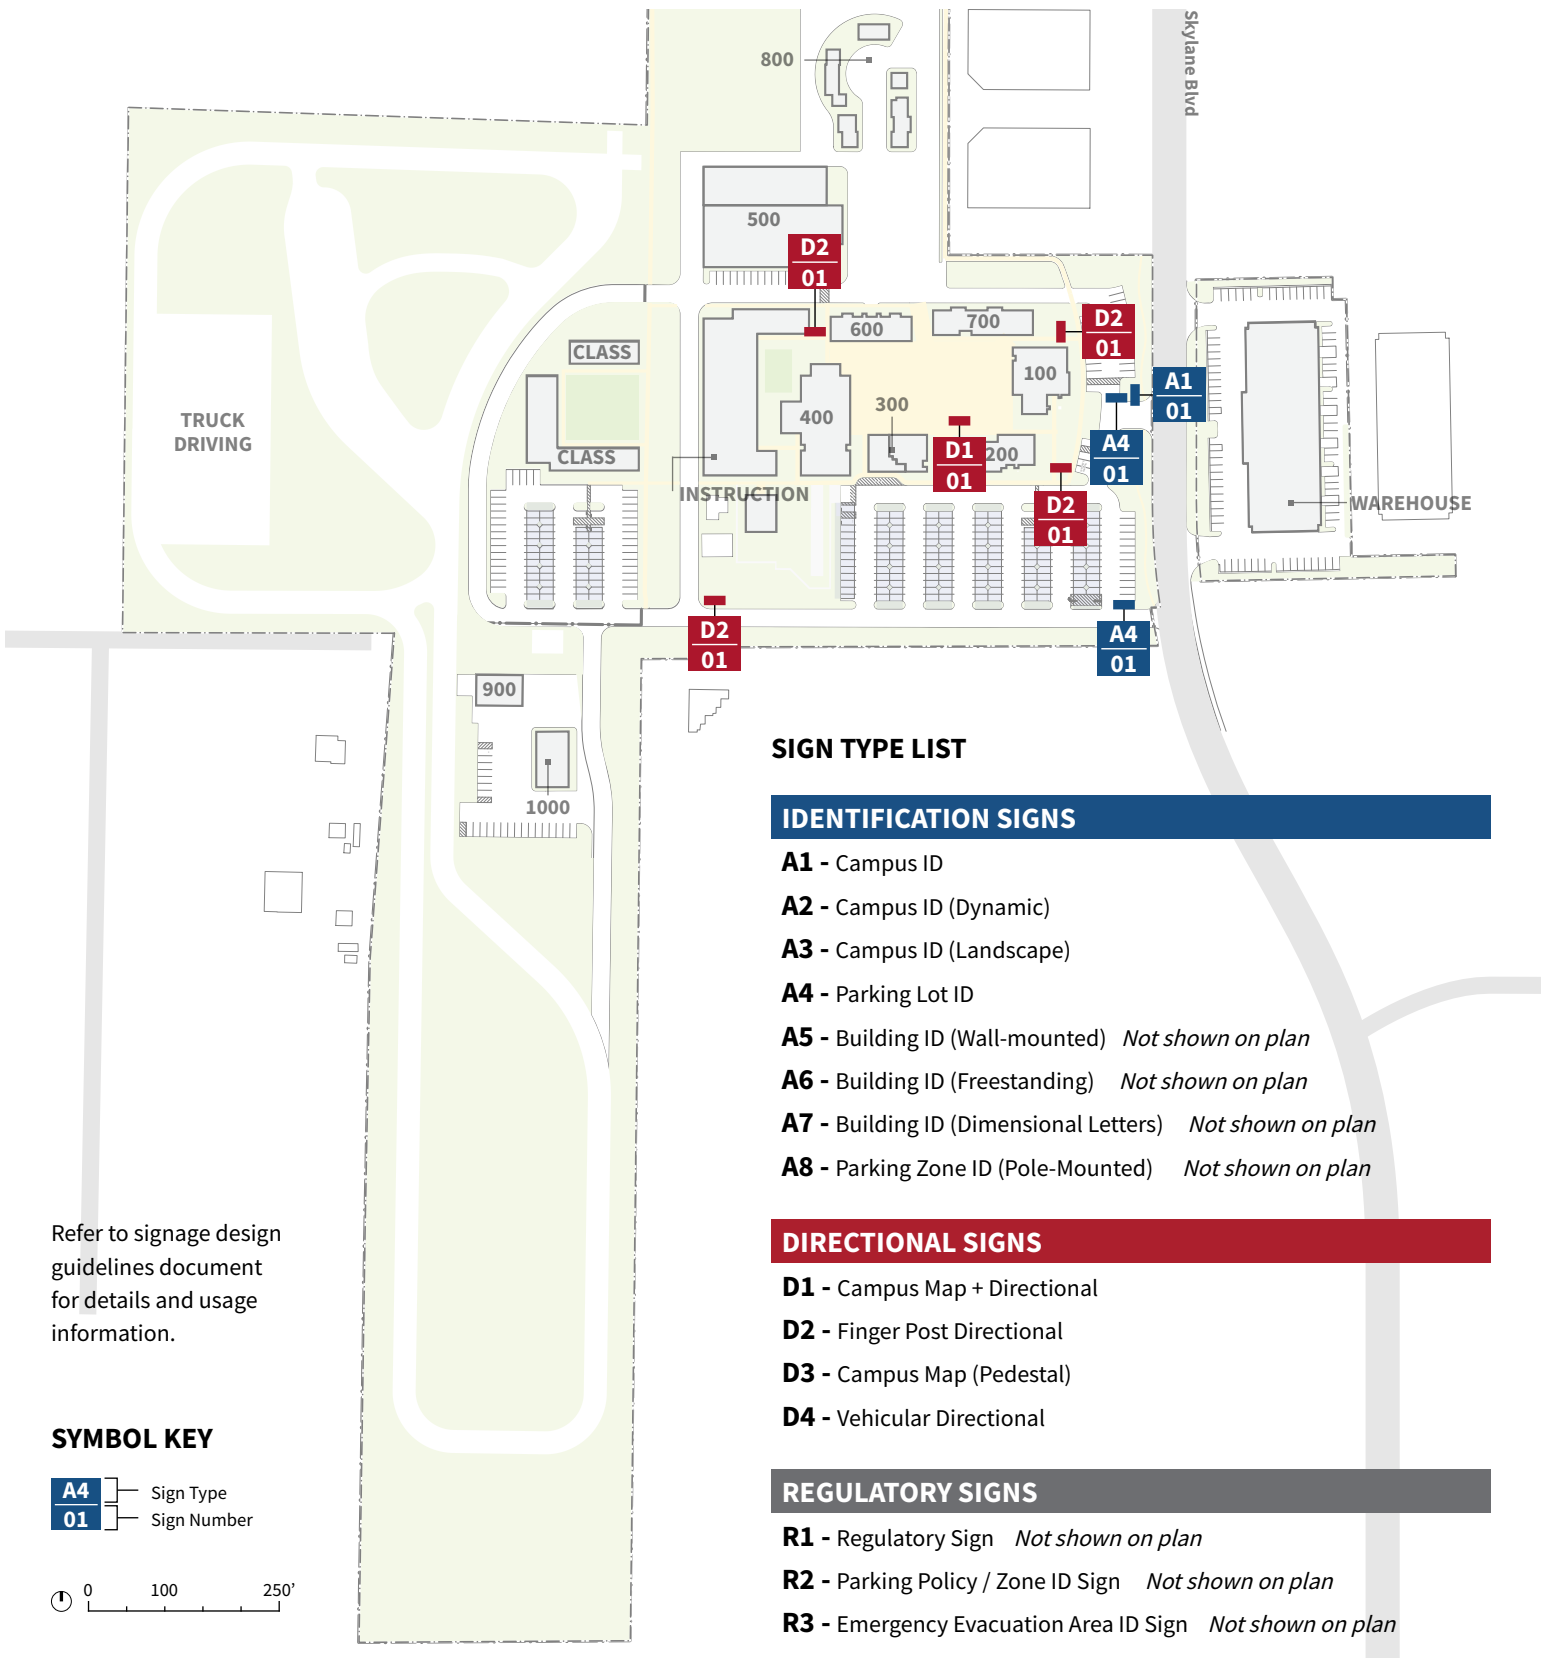 Skylane Blvd
800
500
D2
01
600
700
D2
01
CLASS
100
A1
01
TRUCK
DRIVING
400
300
D1
01
200
A4
01
CLASS
INSTRUCTION
D2
01
WAREHOUSE
D2
01
A4
01
900
1000
SIGN TYPE LIST
IDENTIFICATION SIGNS
A1 - Campus ID
A2 - Campus ID (Dynamic)
A3 - Campus ID (Landscape)
A4 - Parking Lot ID
A5 - Building ID (Wall-mounted) Not shown on plan
A6 - Building ID (Freestanding) Not shown on plan
A7 - Building ID (Dimensional Letters) Not shown on plan
A8 - Parking Zone ID (Pole-Mounted) Not shown on plan
DIRECTIONAL SIGNS
D1 - Campus Map + Directional
D2 - Finger Post Directional
D3 - Campus Map (Pedestal)
D4 - Vehicular Directional
REGULATORY SIGNS
R1 - Regulatory Sign Not shown on plan
R2 - Parking Policy / Zone ID Sign Not shown on plan
R3 - Emergency Evacuation Area ID Sign Not shown on plan
Refer to signage design
guidelines document
for details and usage
information.
SYMBOL KEY
A4
01
Sign Type
Sign Number
0 100 250'